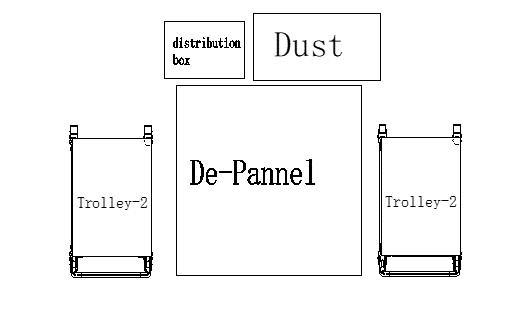 distribution
box
Dust
De-Pannel
Trolley-2
Trolley-2